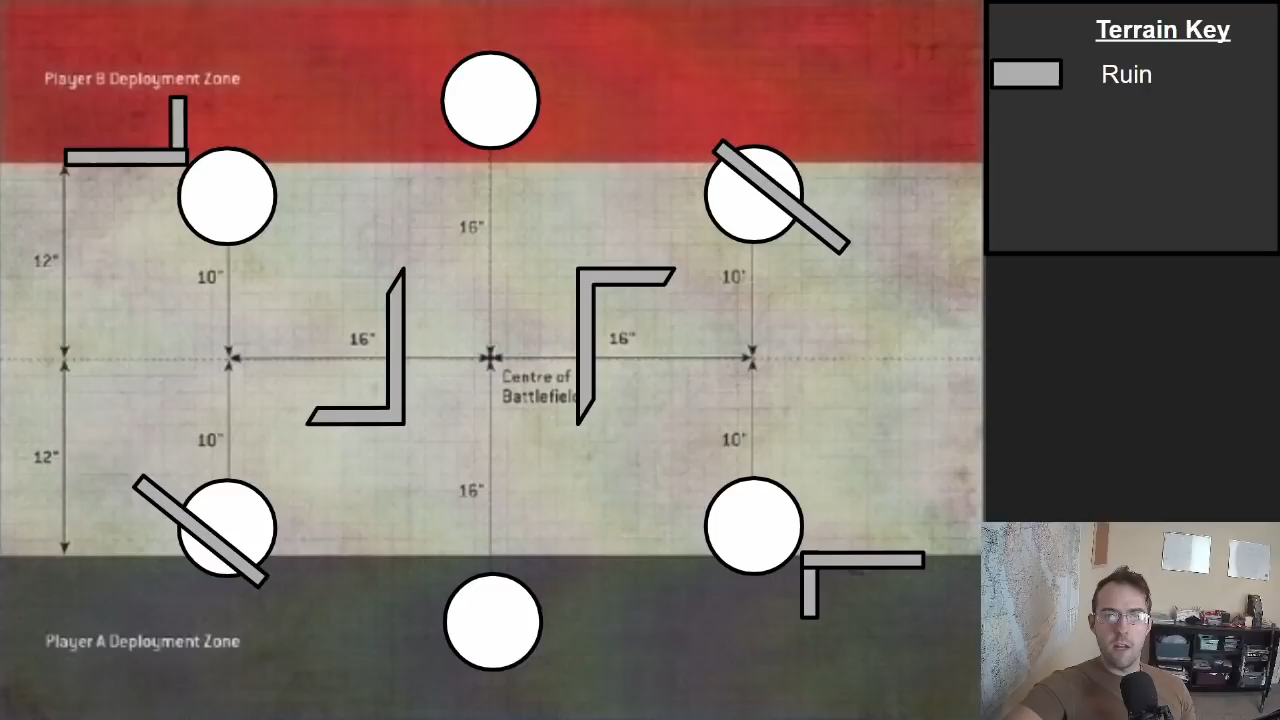 Terrain Key
Ruin
Player B Deployment Zone
16"
12"
10"
10'
16"
16"
Centre of
Battlefield
12"
10"
10"
16"
Player A Deployment Zone